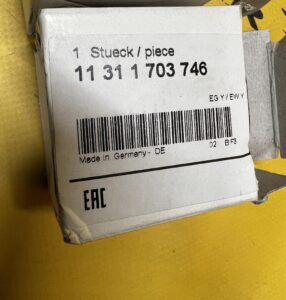 1 Stueck / piece
11 31 1 703 746
EG Y / EW Y
Made in Germany - DE 02 BF3
EAC